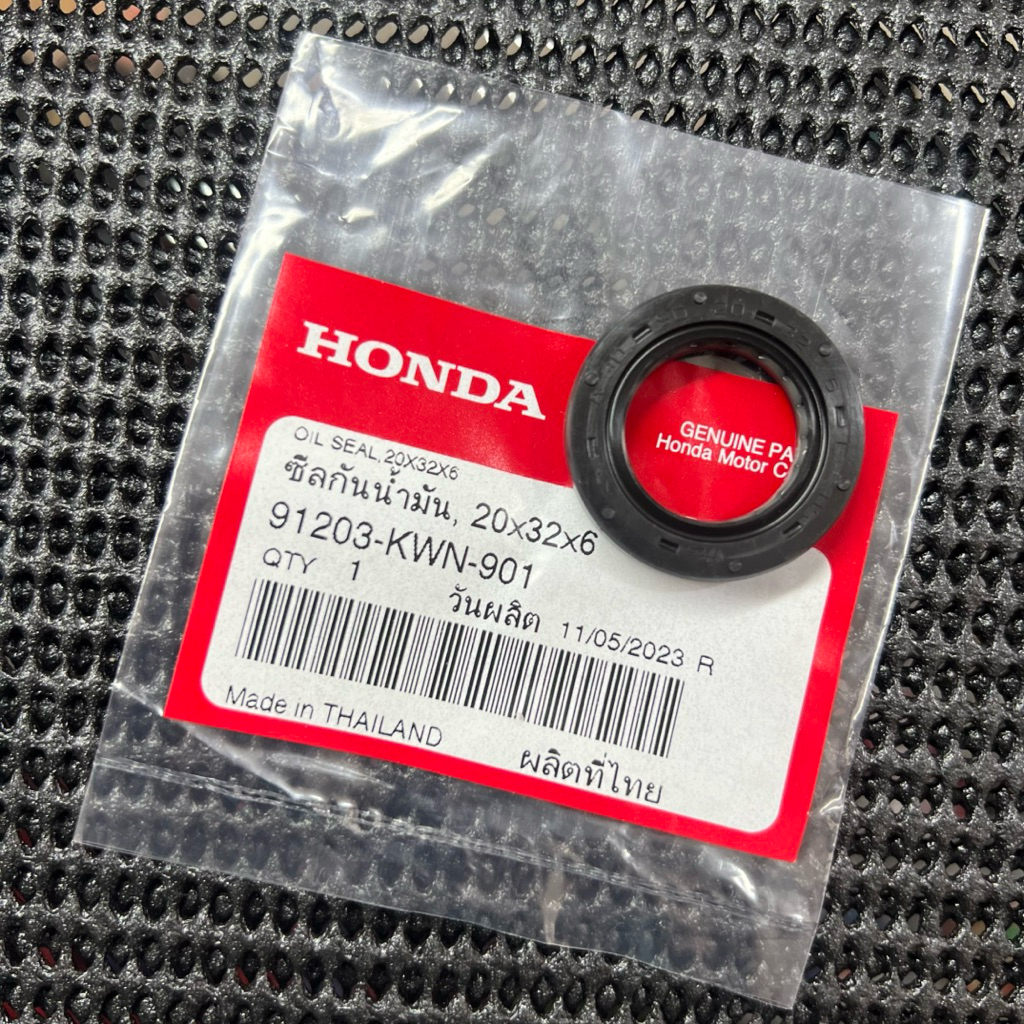 HONDA
GENUINE PA
Honda Motor C
OIL SEAL,20X32X6
ซีลกันน้ำมัน, 20x32x6
91203-KWN-901
QTY 1
วันผลิต 11/05/2023 R
Made in THAILAND
ผลิตที่ไทย